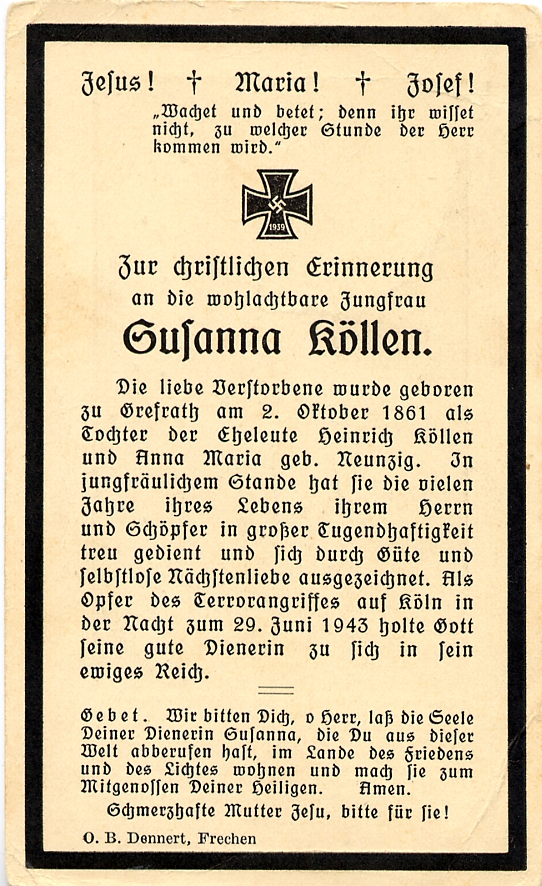 Jesus! † Maria! † Josef!
„Wachet und betet; denn ihr wisset
nicht, zu welcher Stunde der Herr
kommen wird.“
1939
Zur christlichen Erinnerung
an die wohlachtbare Jungfrau
Susanna Köllen.
Die liebe Verstorbene wurde geboren
zu Grefrath am 2. Oktober 1861 als
Tochter der Eheleute Heinrich Köllen
und Anna Maria geb. Neunzig. In
jungfräulichem Stande hat sie die vielen
Jahre ihres Lebens ihrem Herrn
und Schöpfer in großer Tugendhaftigkeit
treu gedient und sich durch Güte und
selbstlose Nächstenliebe ausgezeichnet. Als
Opfer des Terrorangriffes auf Köln in
der Nacht zum 29. Juni 1943 holte Gott
seine gute Dienerin zu sich in sein
ewiges Reich.
Gebet. Wir bitten Dich, o Herr, laß die Seele
Deiner Dienerin Susanna, die Du aus dieser
Welt abberufen hast, im Lande des Friedens
und des Lichtes wohnen und mach sie zum
Mitgenossen Deiner Heiligen. Amen.
Schmerzhafte Mutter Jesu, bitte für sie!
O. B. Dennert, Frechen